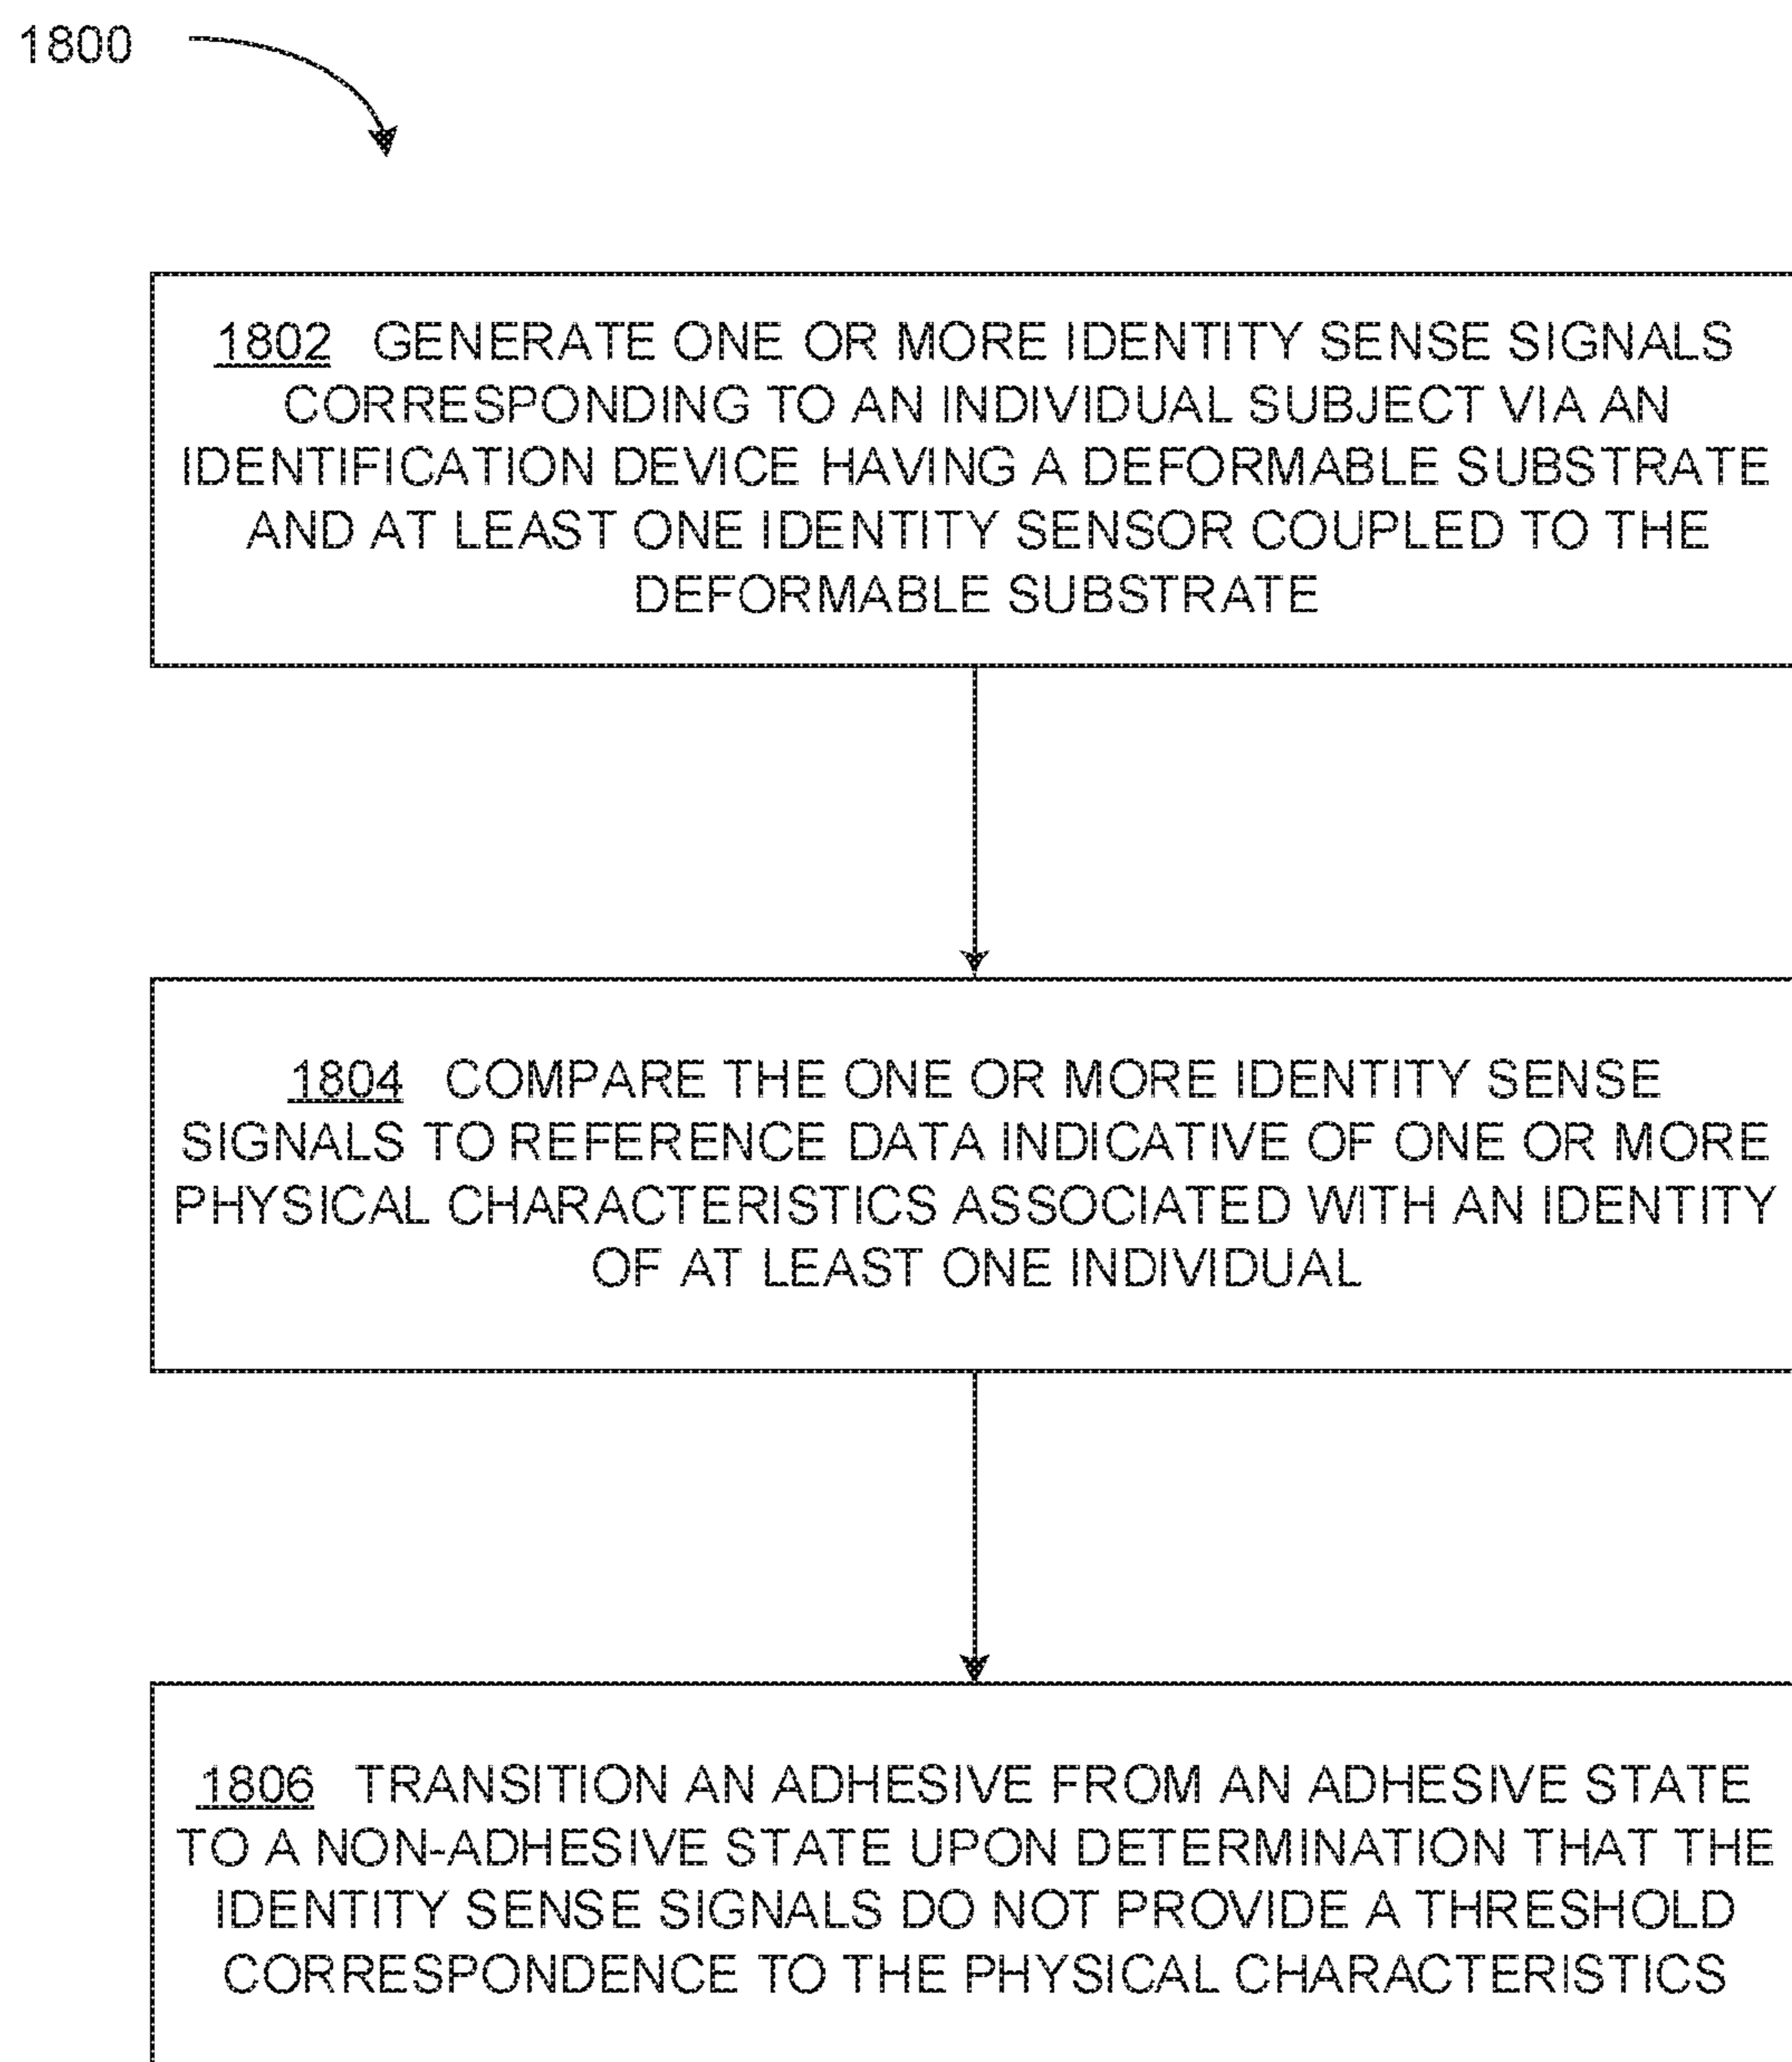 1800
1802 GENERATE ONE OR MORE IDENTITY SENSE SIGNALS
CORRESPONDING TO AN INDIVIDUAL SUBJECT VIA AN
IDENTIFICATION DEVICE HAVING A DEFORMABLE SUBSTRATE
AND AT LEAST ONE IDENTITY SENSOR COUPLED TO THE
DEFORMABLE SUBSTRATE
1804 COMPARE THE ONE OR MORE IDENTITY SENSE
SIGNALS TO REFERENCE DATA INDICATIVE OF ONE OR MORE
PHYSICAL CHARACTERISTICS ASSOCIATED WITH AN IDENTITY
OF AT LEAST ONE INDIVIDUAL
1806 TRANSITION AN ADHESIVE FROM AN ADHESIVE STATE
TO A NON-ADHESIVE STATE UPON DETERMINATION THAT THE
IDENTITY SENSE SIGNALS DO NOT PROVIDE A THRESHOLD
CORRESPONDENCE TO THE PHYSICAL CHARACTERISTICS